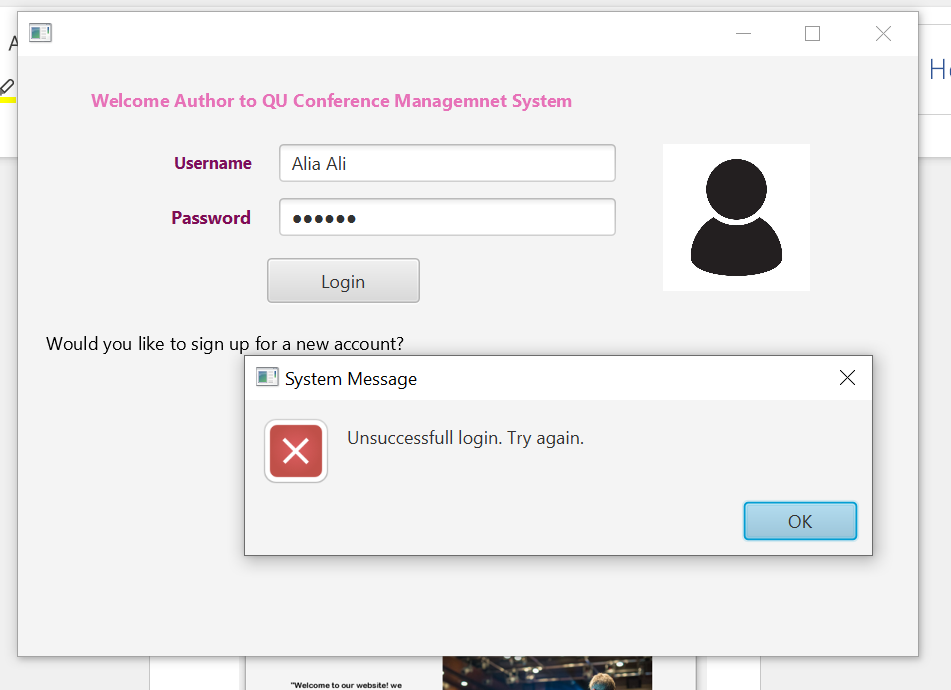 Welcome Author to QU Conference Managemnet System
Username
Alia Ali
Password
Login
Would you like to sign up for a new account?
System Message
Unsuccessfull login. Try again.
OK
"Welcome to our website! we